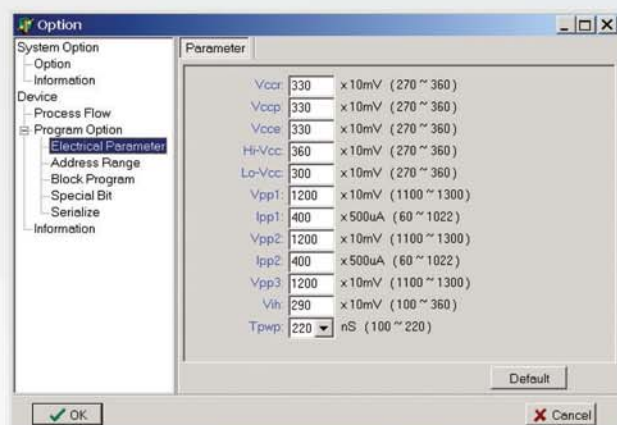 Option
System Option
Option
Information
Device
Process Flow
Program Option
Electrical Parameter
Address Range
Block Program
Special Bit
Serialize
Information
Parameter
Vccr: 330 x10mV (270 ~ 360)
Vccp: 330 x10mV (270 ~ 360)
Vcce: 330 x10mV (270 ~ 360)
Hi-Vcc: 360 x10mV (270 ~ 360)
Lo-Vcc: 300 x10mV (270 ~ 360)
Vpp1: 1200 x10mV (1100 ~ 1300)
Ipp1: 400 x500uA (60 ~ 1022)
Vpp2: 1200 x10mV (1100 ~ 1300)
Ipp2: 400 x500uA (60 ~ 1022)
Vpp3: 1200 x10mV (1100 ~ 1300)
Vih: 290 x10mV (100 ~ 360)
Tpwp: 220 nS (100 ~ 220)
Default
OK
Cancel